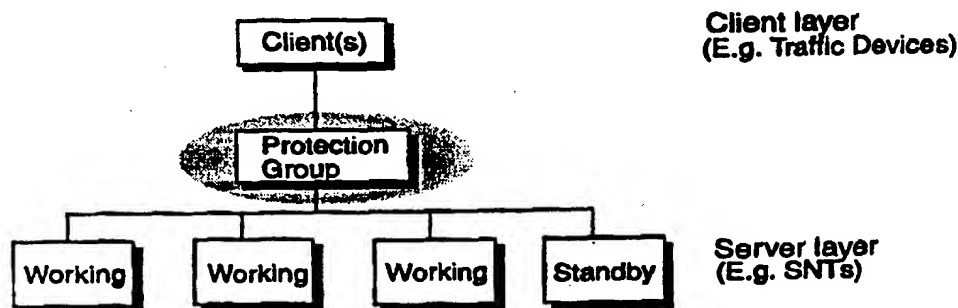 Client(s)
Client layer
(E.g. Traffic Devices)
Protection
Group
Working
Working
Working
Standby
Server layer
(E.g. SNTs)